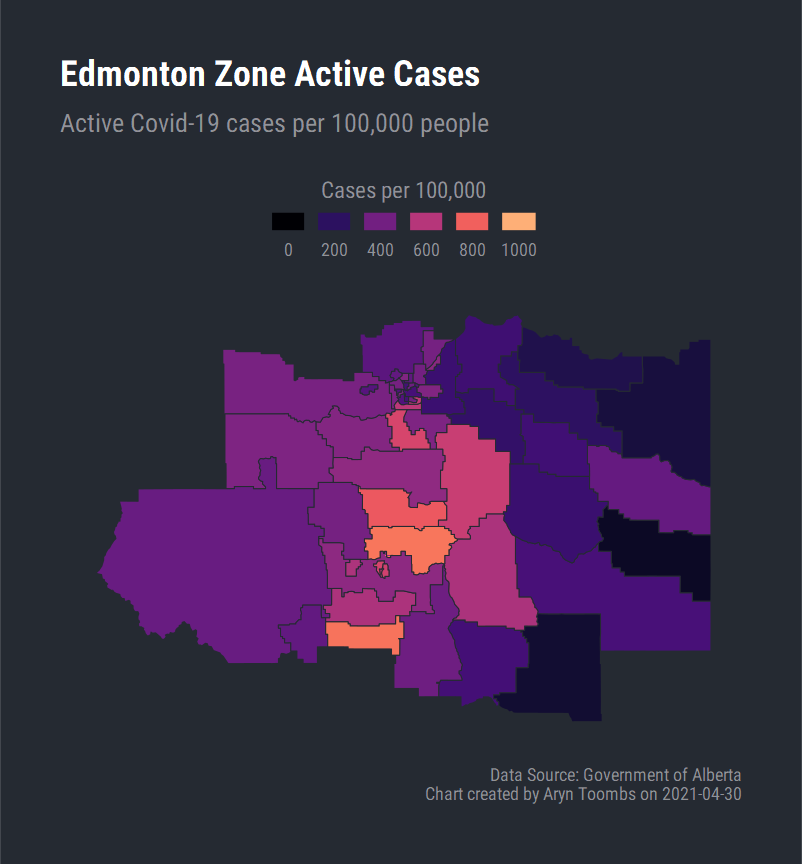 Edmonton Zone Active Cases
Active Covid-19 cases per 100,000 people
Cases per 100,000
0 200 400 600 800 1000
Data Source: Government of Alberta
Chart created by Aryn Toombs on 2021-04-30